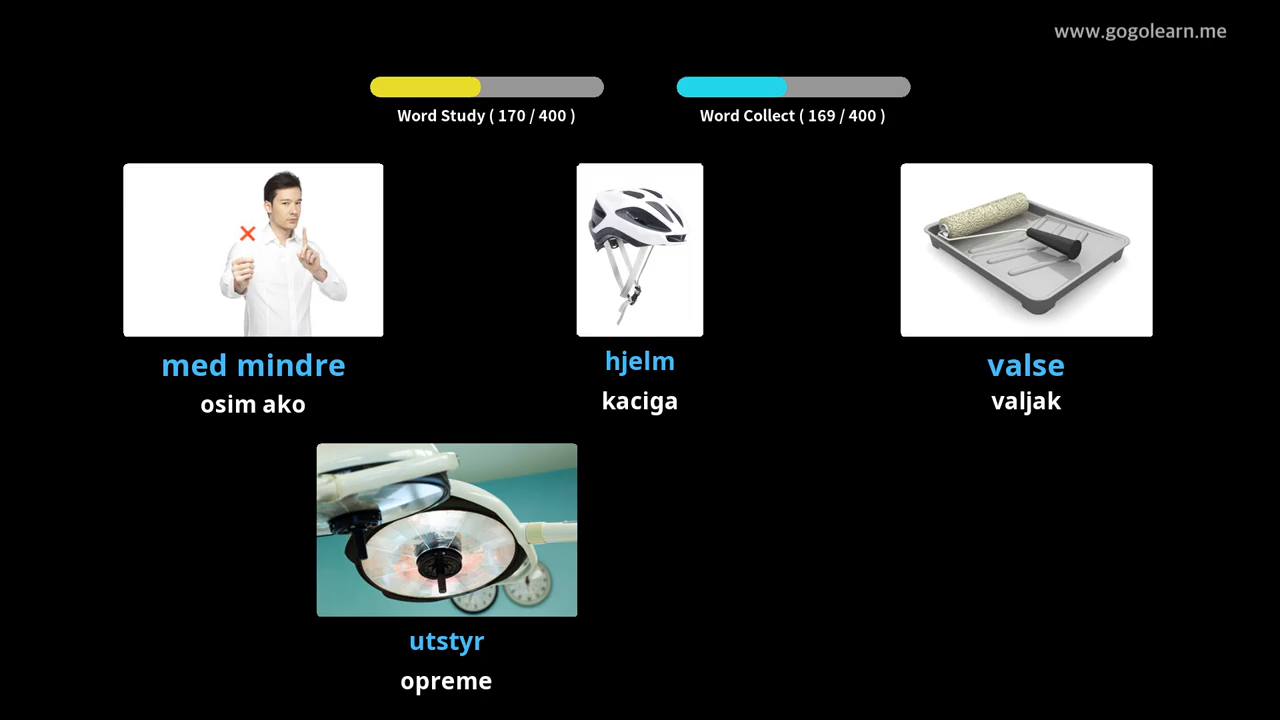 www.gogolearn.me
Word Study ( 170 / 400 )
Word Collect ( 169 / 400 )
med mindre
osim ako
hjelm
kaciga
valse
valjak
utstyr
opreme